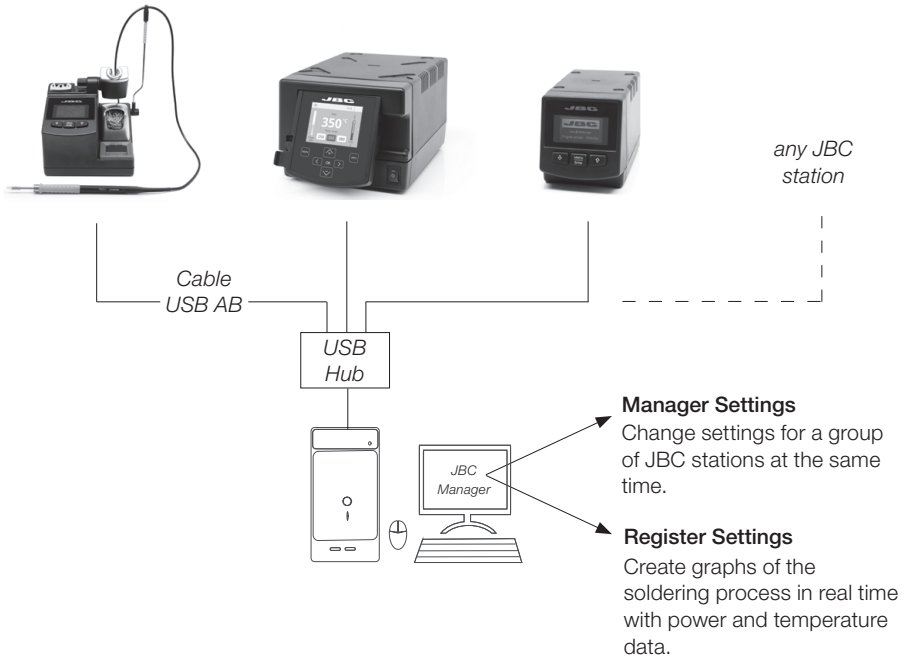 JBC
JBC
350°C
JBC
JBC
any JBC
station
Cable
USB AB
USB
Hub
JBC
Manager
Manager Settings
Change settings for a group
of JBC stations at the same
time.
Register Settings
Create graphs of the
soldering process in real time
with power and temperature
data.